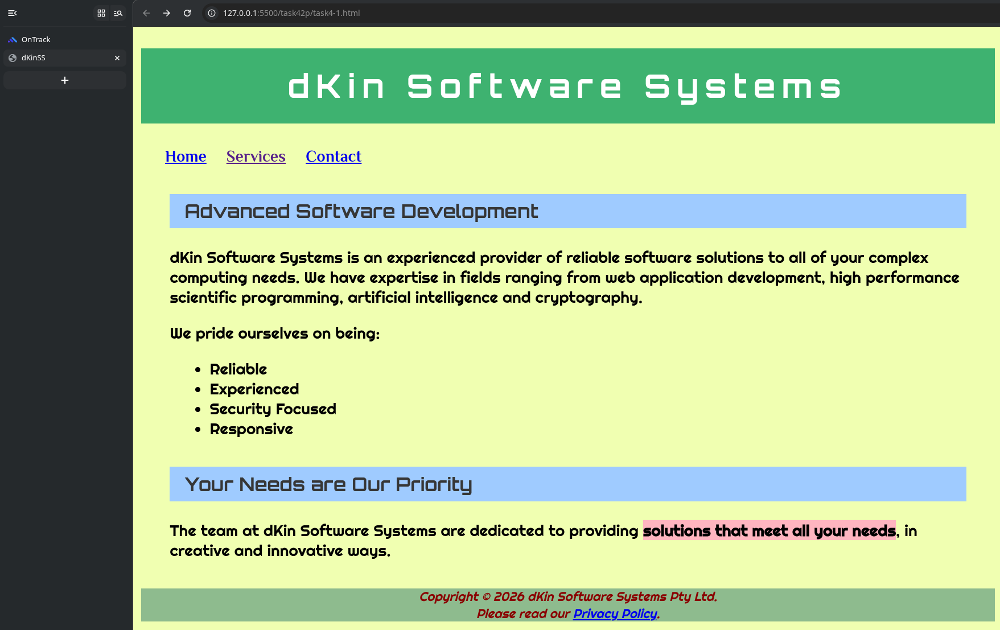 127.0.0.1:5500/task42p/task4-1.html
OnTrack
dKinSS
dKin Software Systems
Home Services Contact
Advanced Software Development
dKin Software Systems is an experienced provider of reliable software solutions to all of your complex
computing needs. We have expertise in fields ranging from web application development, high performance
scientific programming, artificial intelligence and cryptography.
We pride ourselves on being:
• Reliable
• Experienced
• Security Focused
• Responsive
Your Needs are Our Priority
The team at dKin Software Systems are dedicated to providing solutions that meet all your needs, in
creative and innovative ways.
Copyright © 2026 dKin Software Systems Pty Ltd.
Please read our Privacy Policy.